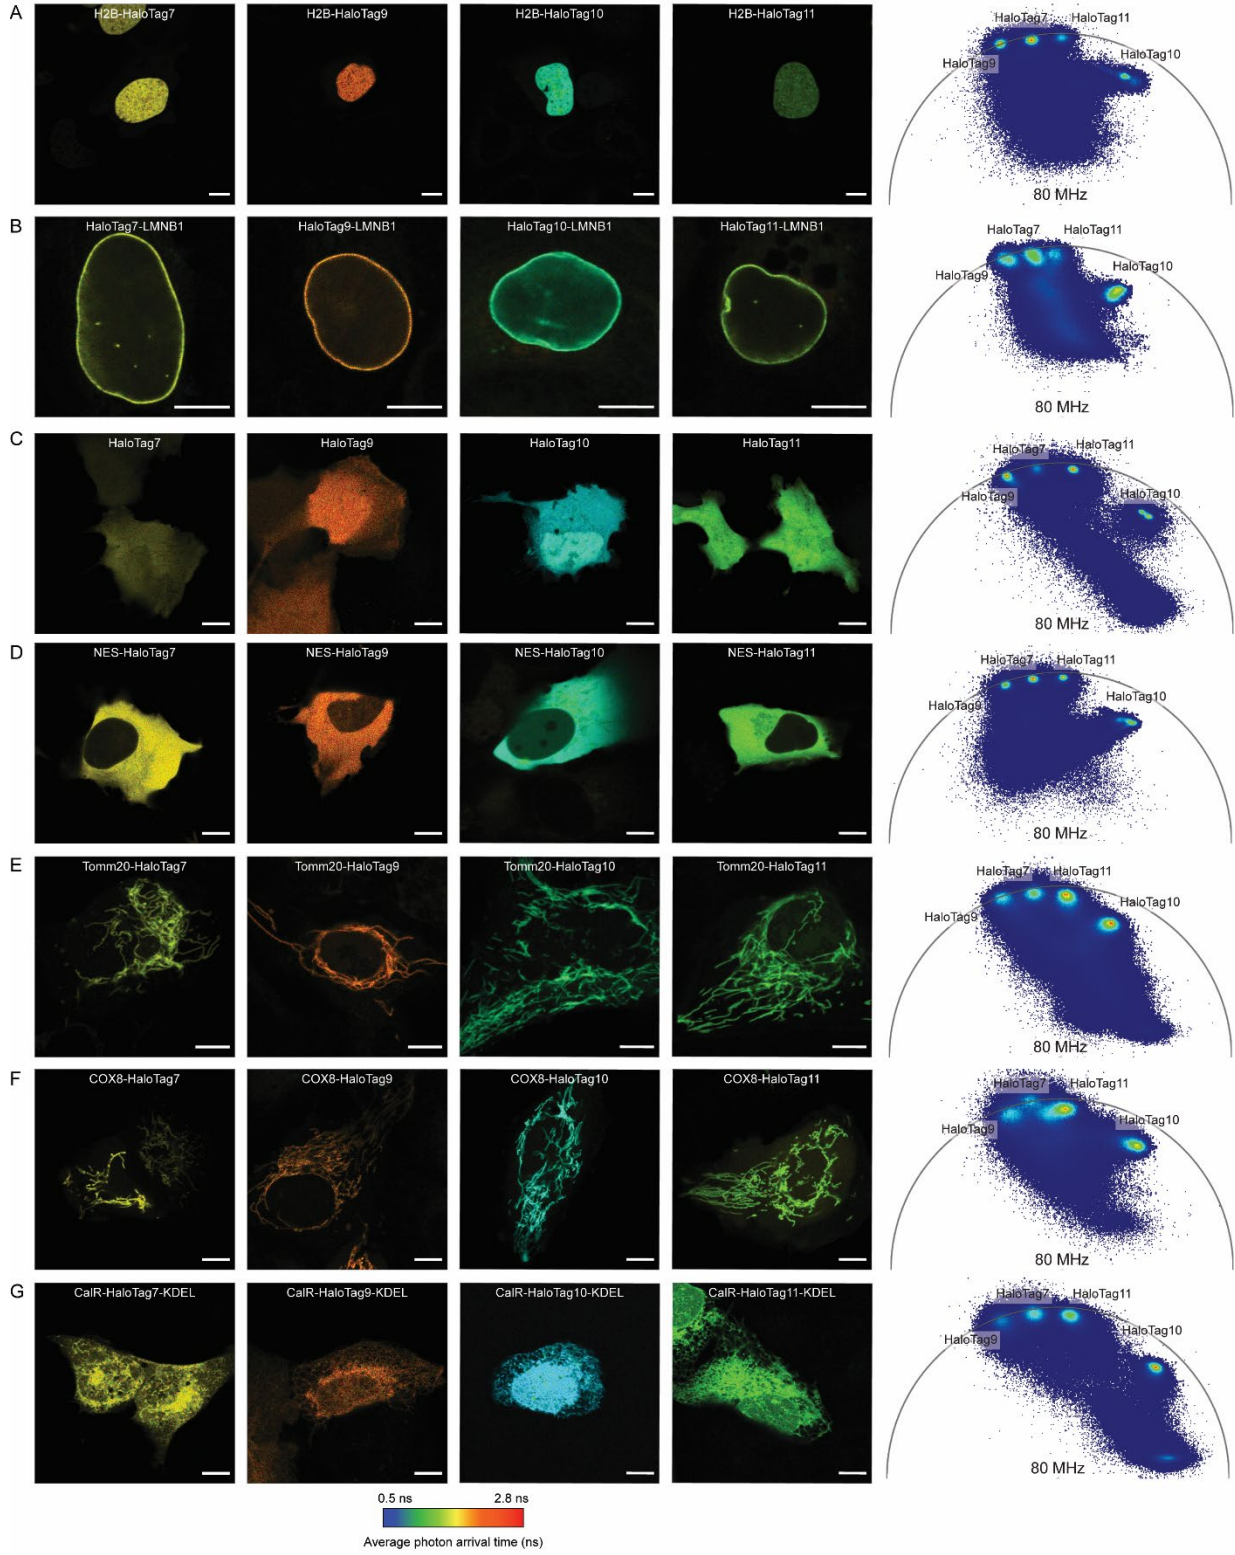 A
H2B-HaloTag7
H2B-HaloTag9
H2B-HaloTag10
H2B-HaloTag11
HaloTag7
HaloTag11
HaloTag9
HaloTag10
80 MHz
B
HaloTag7-LMNB1
HaloTag9-LMNB1
HaloTag10-LMNB1
HaloTag11-LMNB1
HaloTag7
HaloTag11
HaloTag9
HaloTag10
80 MHz
C
HaloTag7
HaloTag9
HaloTag10
HaloTag11
HaloTag7
HaloTag11
HaloTag9
HaloTag10
80 MHz
D
NES-HaloTag7
NES-HaloTag9
NES-HaloTag10
NES-HaloTag11
HaloTag7
HaloTag11
HaloTag9
HaloTag10
80 MHz
E
Tomm20-HaloTag7
Tomm20-HaloTag9
Tomm20-HaloTag10
Tomm20-HaloTag11
HaloTag7
HaloTag11
HaloTag9
HaloTag10
80 MHz
F
COX8-HaloTag7
COX8-HaloTag9
COX8-HaloTag10
COX8-HaloTag11
HaloTag7
HaloTag11
HaloTag9
HaloTag10
80 MHz
G
CalR-HaloTag7-KDEL
CalR-HaloTag9-KDEL
CalR-HaloTag10-KDEL
CalR-HaloTag11-KDEL
HaloTag7
HaloTag11
HaloTag9
HaloTag10
80 MHz
0.5 ns
2.8 ns
Average photon arrival time (ns)